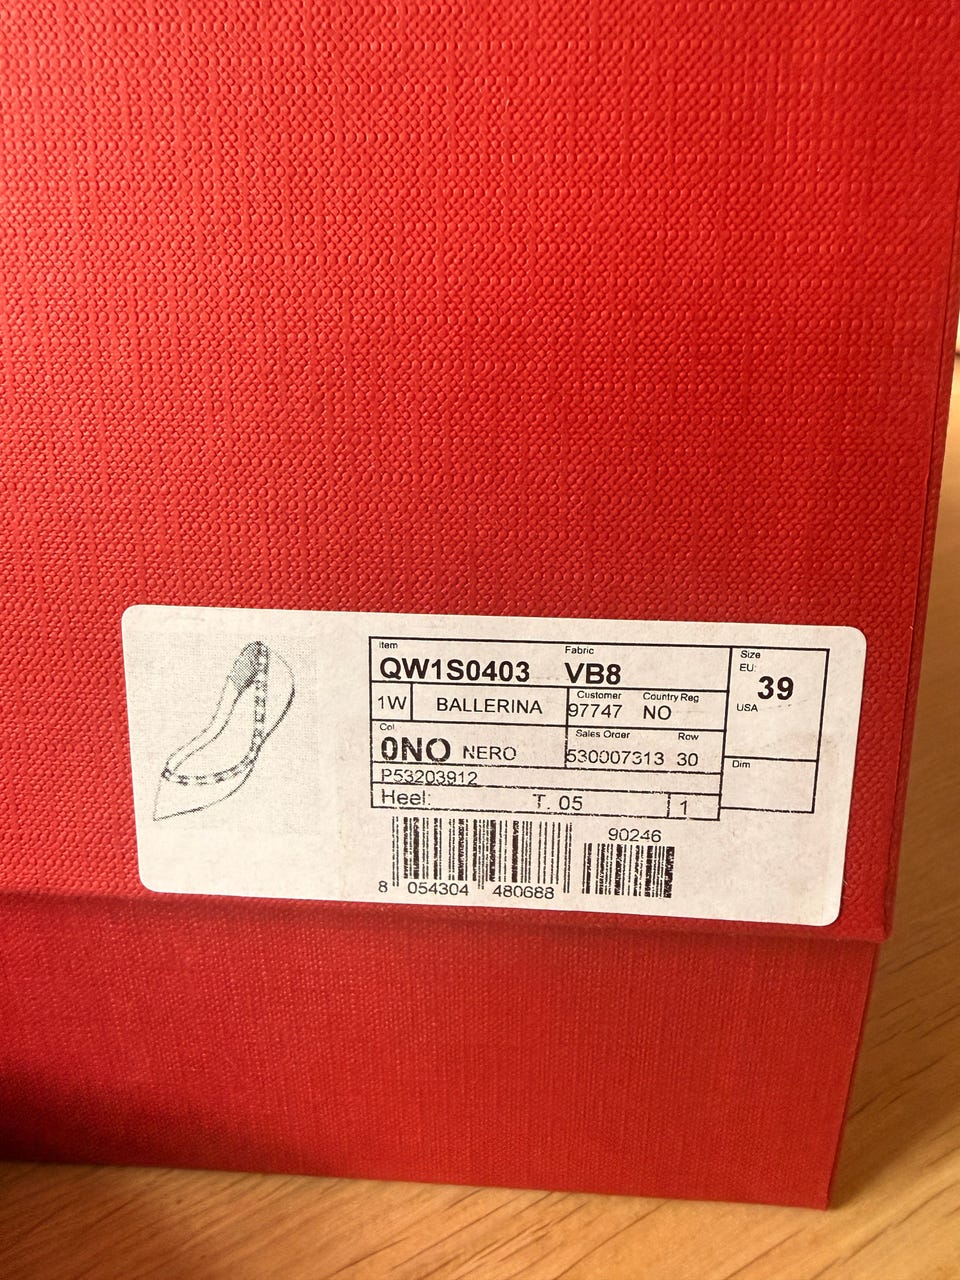 Item Fabric
QW1S0403 VB8
1W BALLERINA
Customer Country Reg
97747 NO
Col
0NO NERO
Sales Order Row
530007313 30
P53203912
Heel: T. 05 1
Size
EU:
39
USA
Dim
90246
8 054304 480688